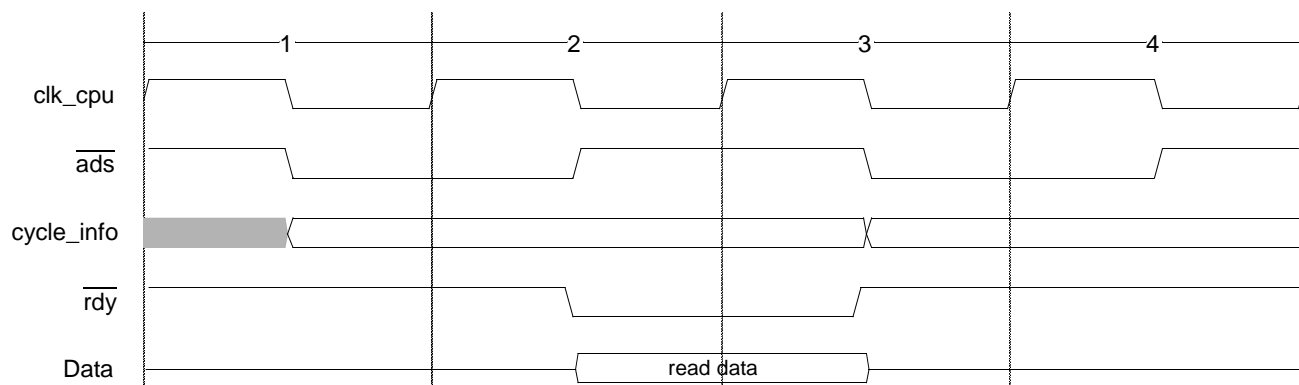 1 2 3 4
clk_cpu
ads
cycle_info
rdy
Data read data